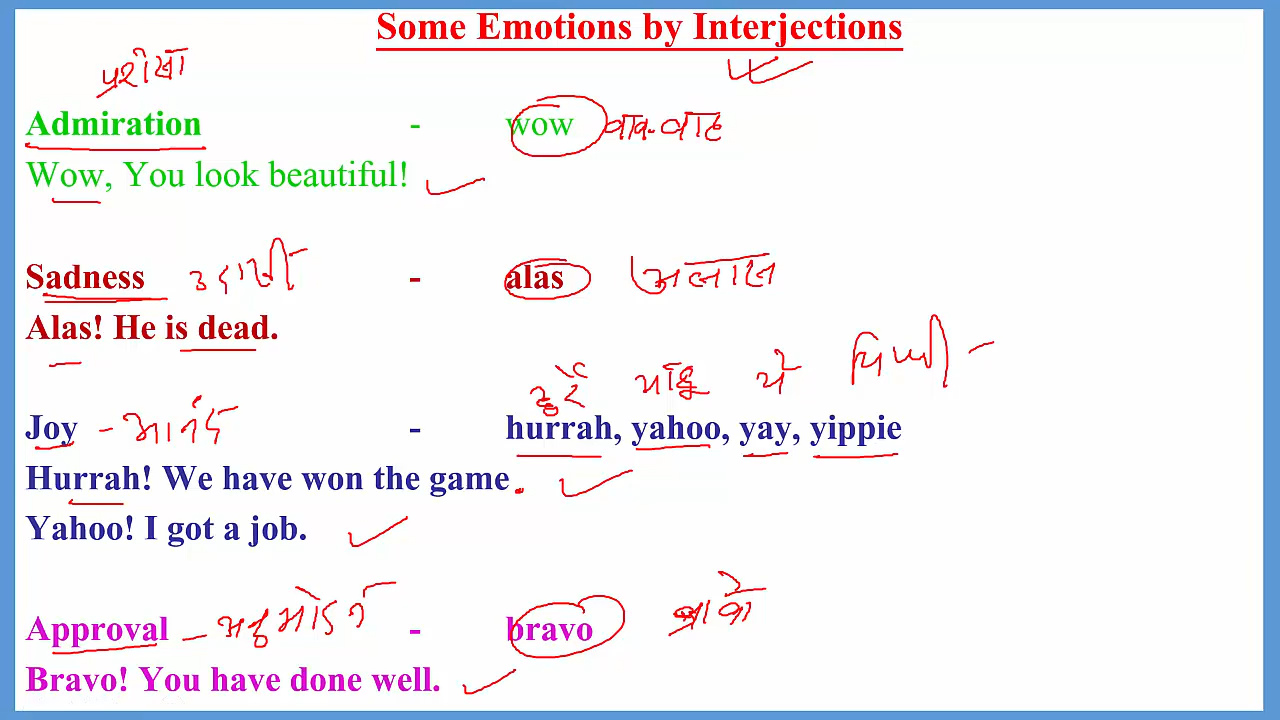 Some Emotions by Interjections
प्रशंसा
Admiration - wow वाव-वाह
Wow, You look beautiful!
Sadness उदासी - alas अलास
Alas! He is dead.
हुर्रे याहू ये यिप्पी
Joy - आनंद - hurrah, yahoo, yay, yippie
Hurrah! We have won the game.
Yahoo! I got a job.
Approval - अनुमोदन - bravo ब्रावो
Bravo! You have done well.